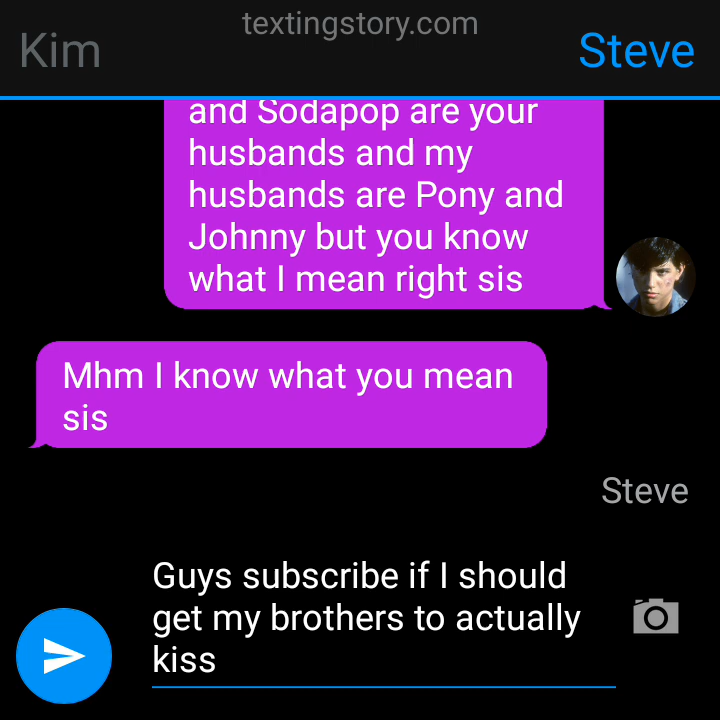 textingstory.com
Kim
Steve
and Sodapop are your
husbands and my
husbands are Pony and
Johnny but you know
what I mean right sis
Mhm I know what you mean
sis
Steve
Guys subscribe if I should
get my brothers to actually
kiss